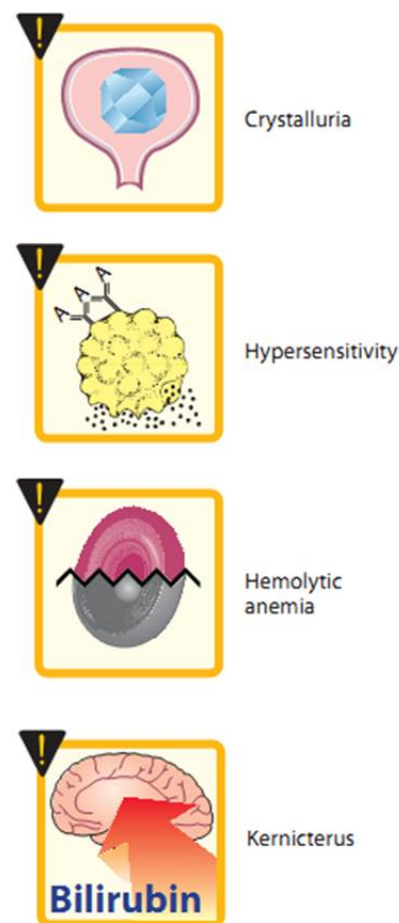 !
Crystalluria
!
A A A
Hypersensitivity
!
Hemolytic
anemia
!
Bilirubin
Kernicterus